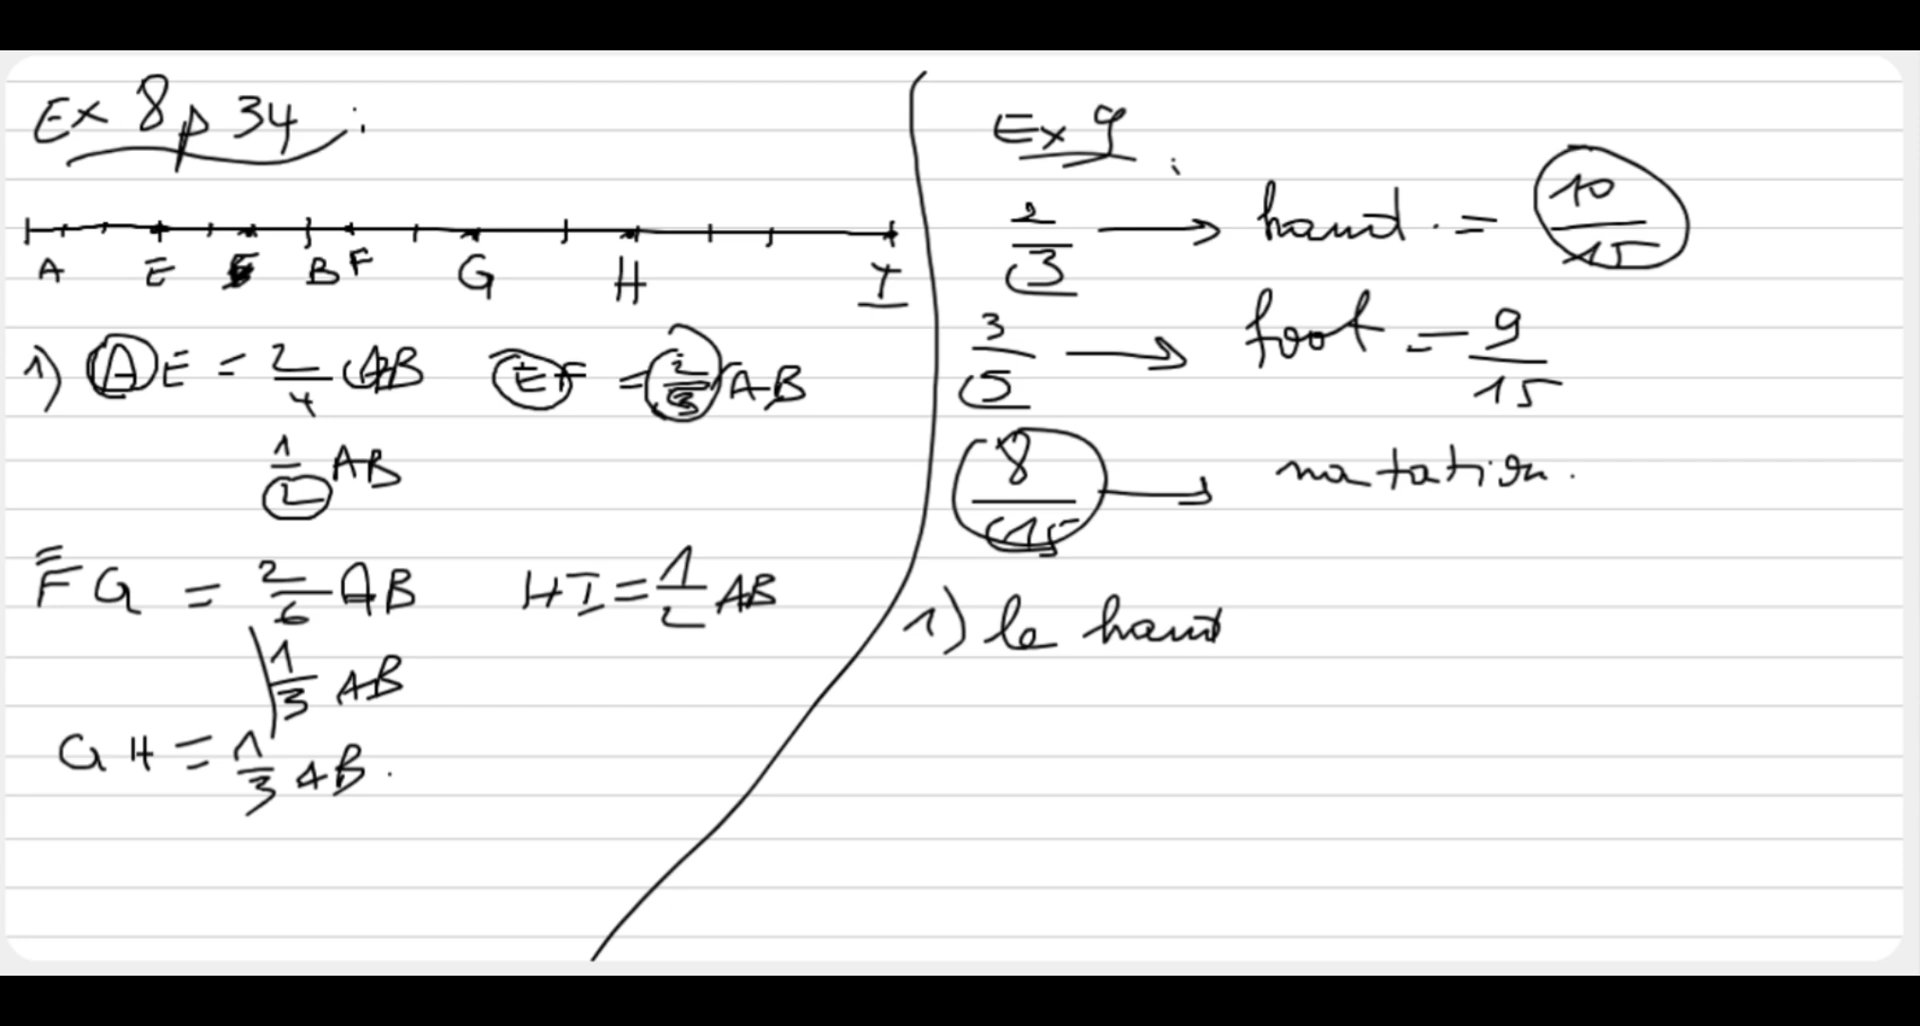 Ex 8 p 34 :
A E B F G H I
1) AE = 2/4 AB EF = 2/3 AB
1/2 AB
FG = 2/6 AB HI = 1/2 AB
1/3 AB
GH = 1/3 AB.
Ex 9 :
2/3 → hand. = 10/15
3/5 → foot = 9/15
8/15 → natation.
1) le hand